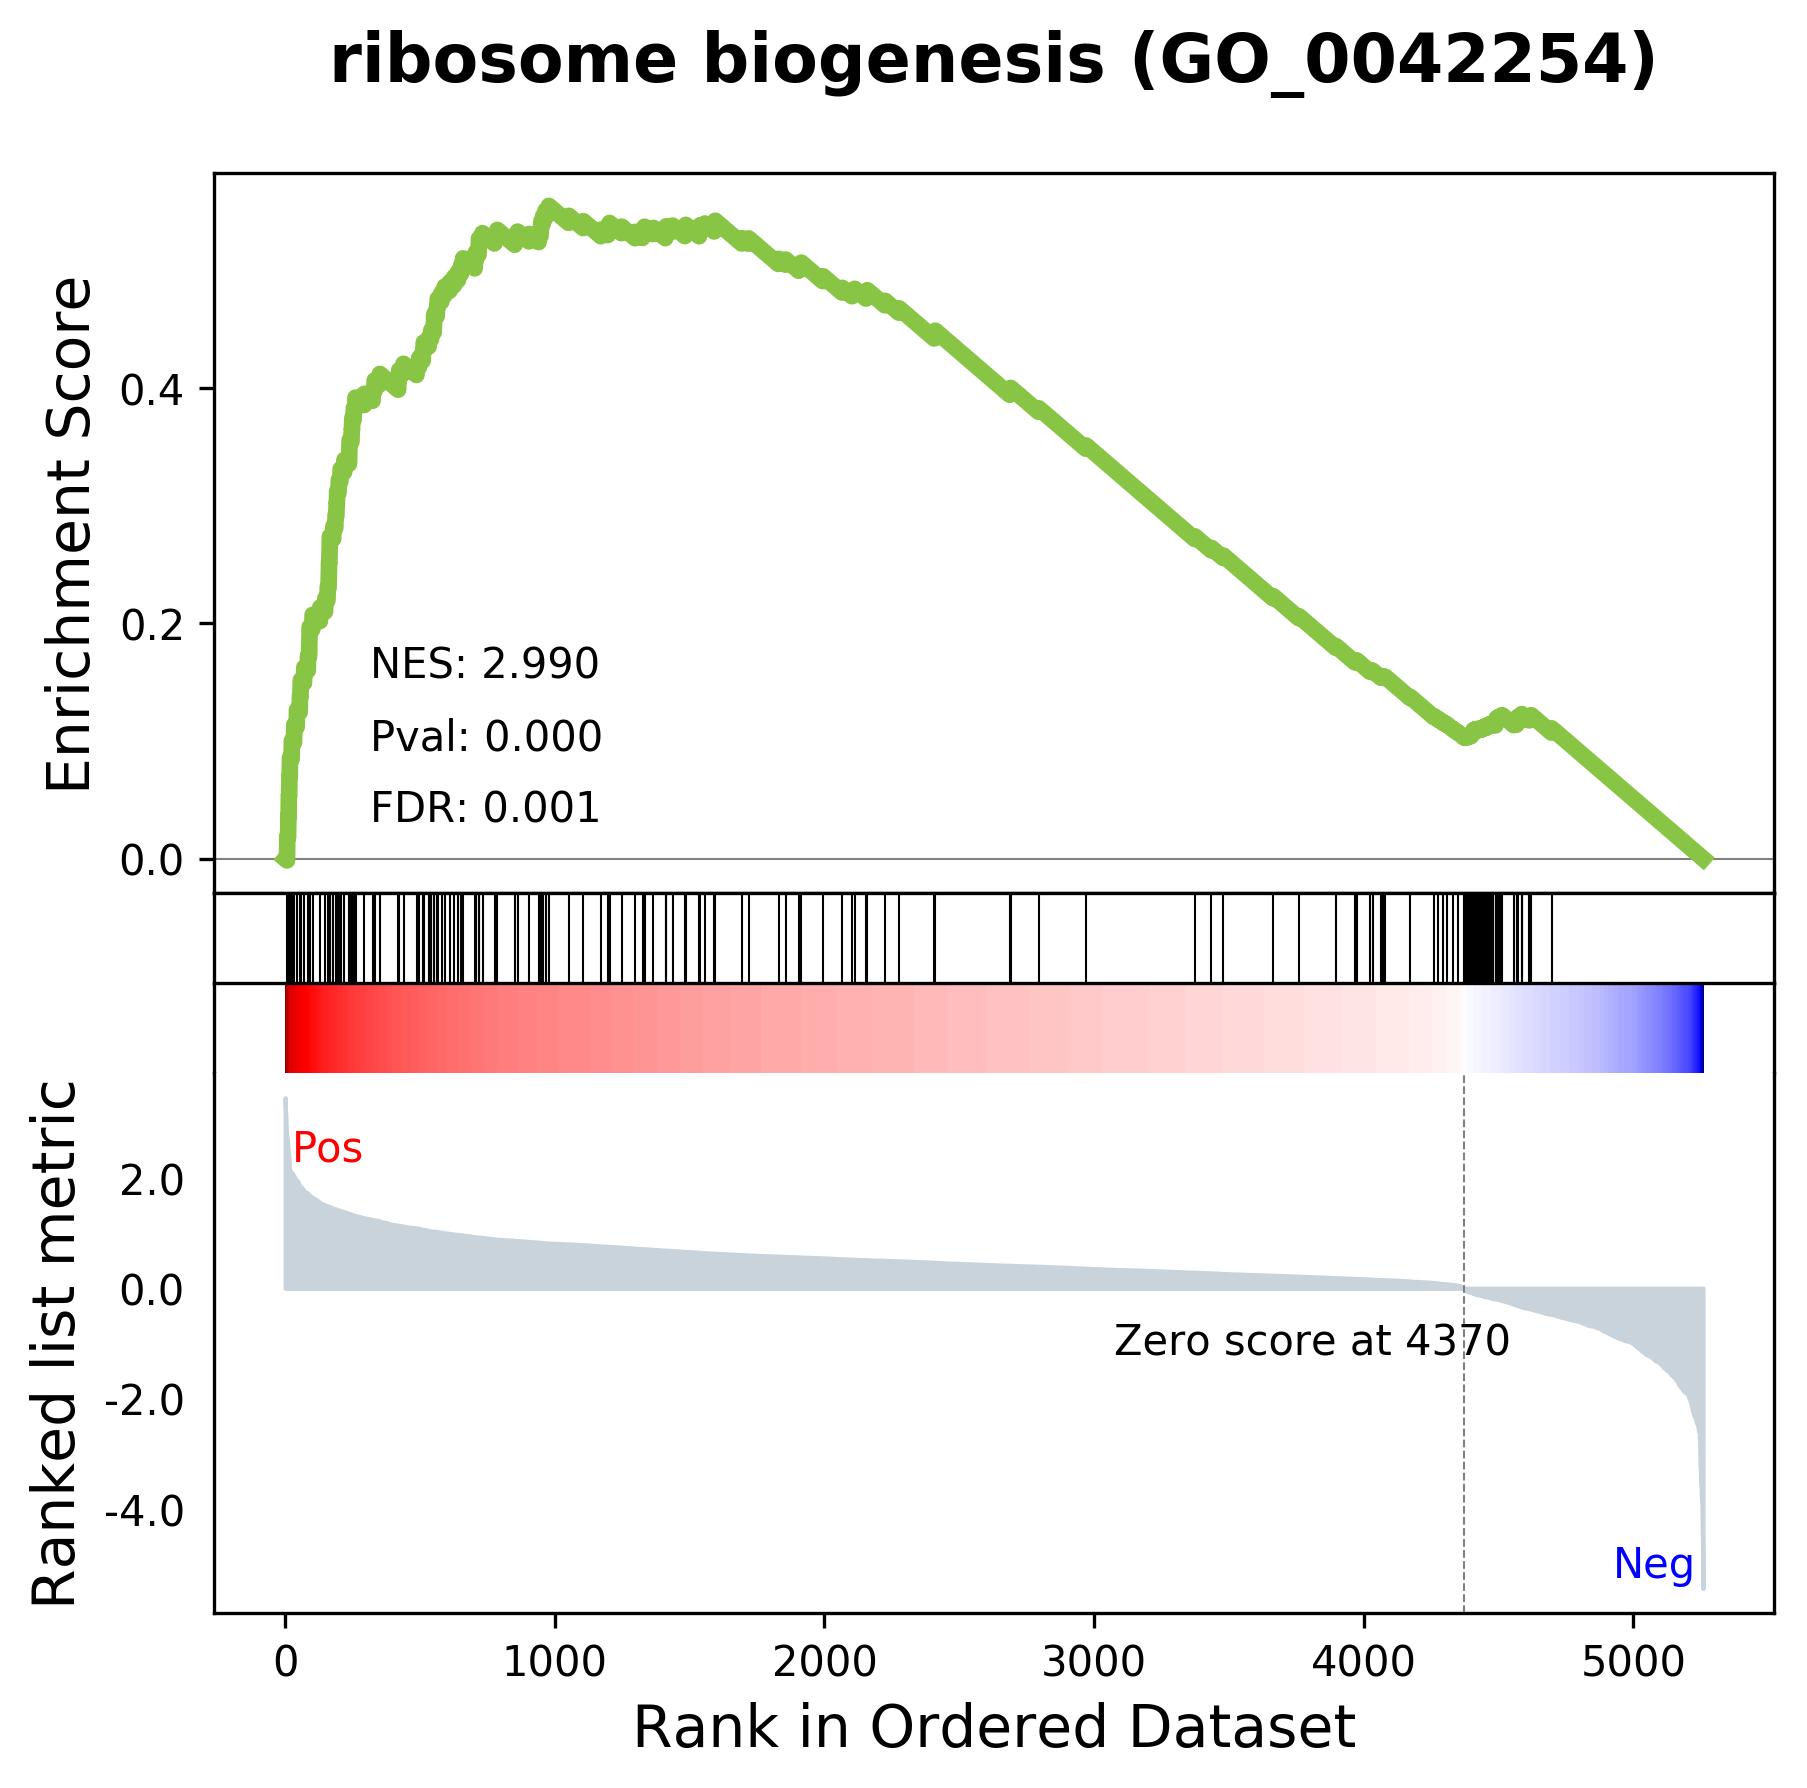 ribosome biogenesis (GO_0042254)
Enrichment Score
0.4
0.2
0.0
NES: 2.990
Pval: 0.000
FDR: 0.001
Ranked list metric
Pos
2.0
0.0
-2.0
-4.0
Zero score at 4370
Neg
0 1000 2000 3000 4000 5000
Rank in Ordered Dataset